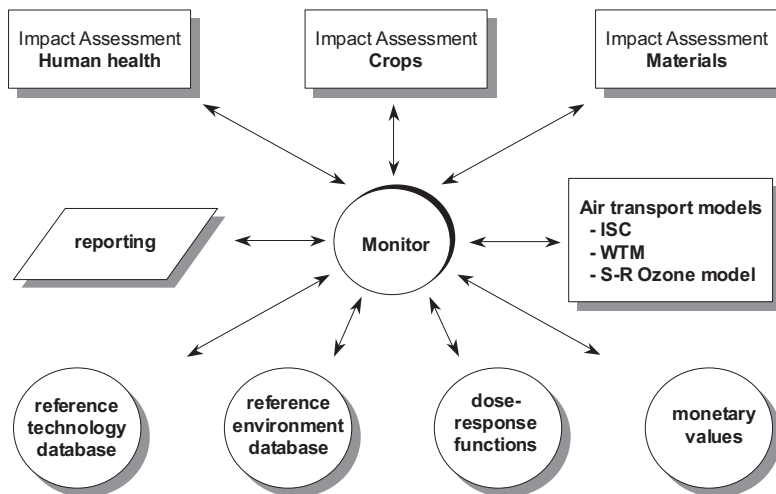 Impact Assessment
Human health
Impact Assessment
Crops
Impact Assessment
Materials
reporting
Monitor
Air transport models
- ISC
- WTM
- S-R Ozone model
reference
technology
database
reference
environment
database
dose-
response
functions
monetary
values